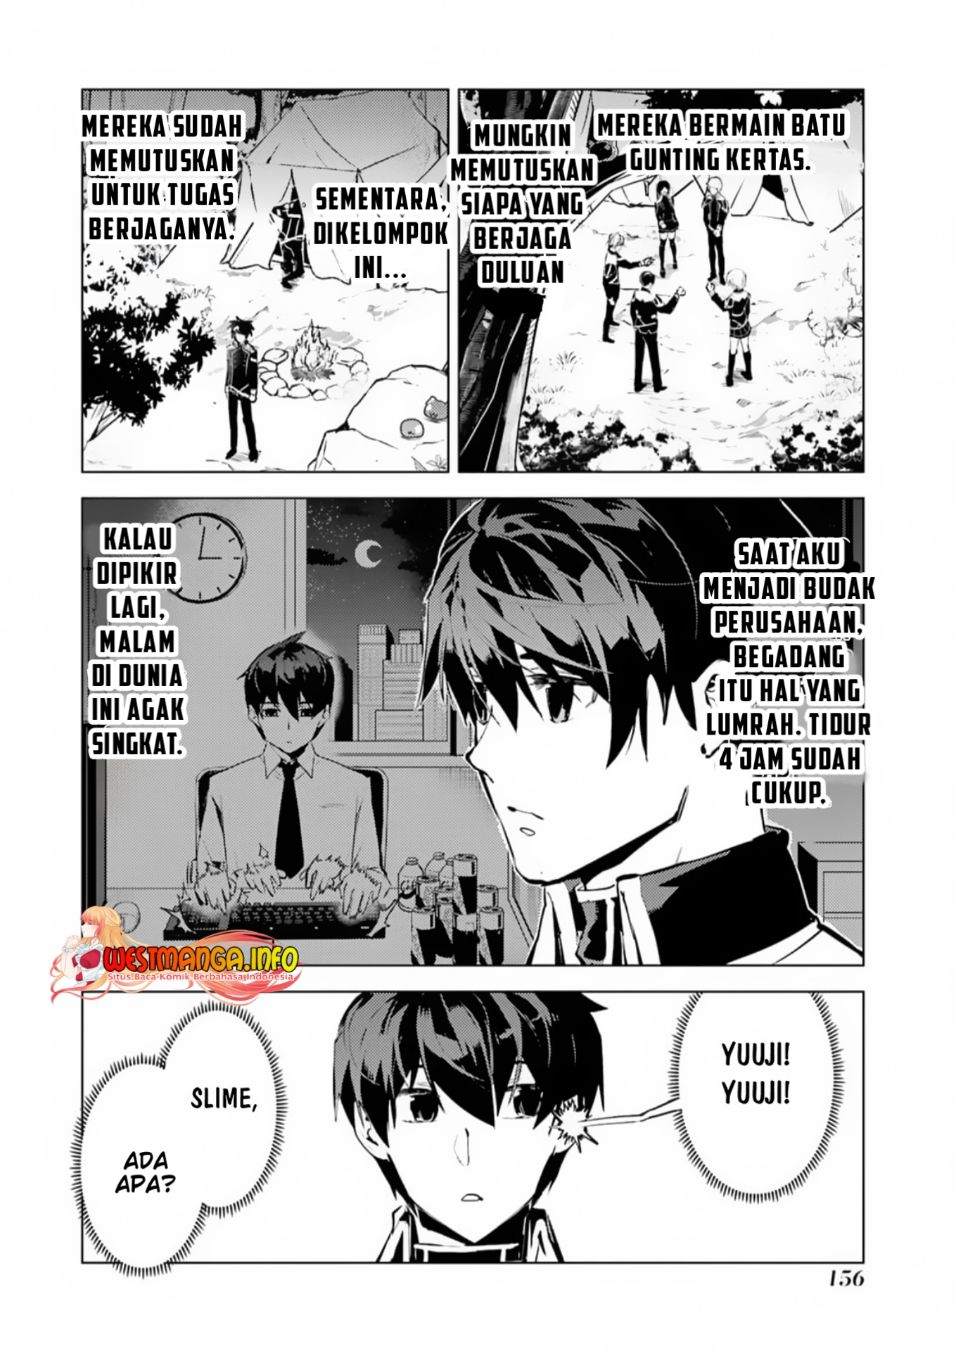 MEREKA BERMAIN BATU
GUNTING KERTAS.
MUNGKIN
MEMUTUSKAN
SIAPA YANG
BERJAGA
DULUAN
SEMENTARA,
DIKELOMPOK
INI...
MEREKA SUDAH
MEMUTUSKAN
UNTUK TUGAS
BERJAGANYA.
SAAT AKU
MENJADI BUDAK
PERUSAHAAN,
BEGADANG
ITU HAL YANG
LUMRAH. TIDUR
4 JAM SUDAH
CUKUP.
KALAU
DIPIKIR
LAGI,
MALAM
DI DUNIA
INI AGAK
SINGKAT.
WESTMANGA.INFO
Situs Baca Komik Berbahasa Indonesia
YUUJI!
YUUJI!
SLIME,
ADA
APA?
156